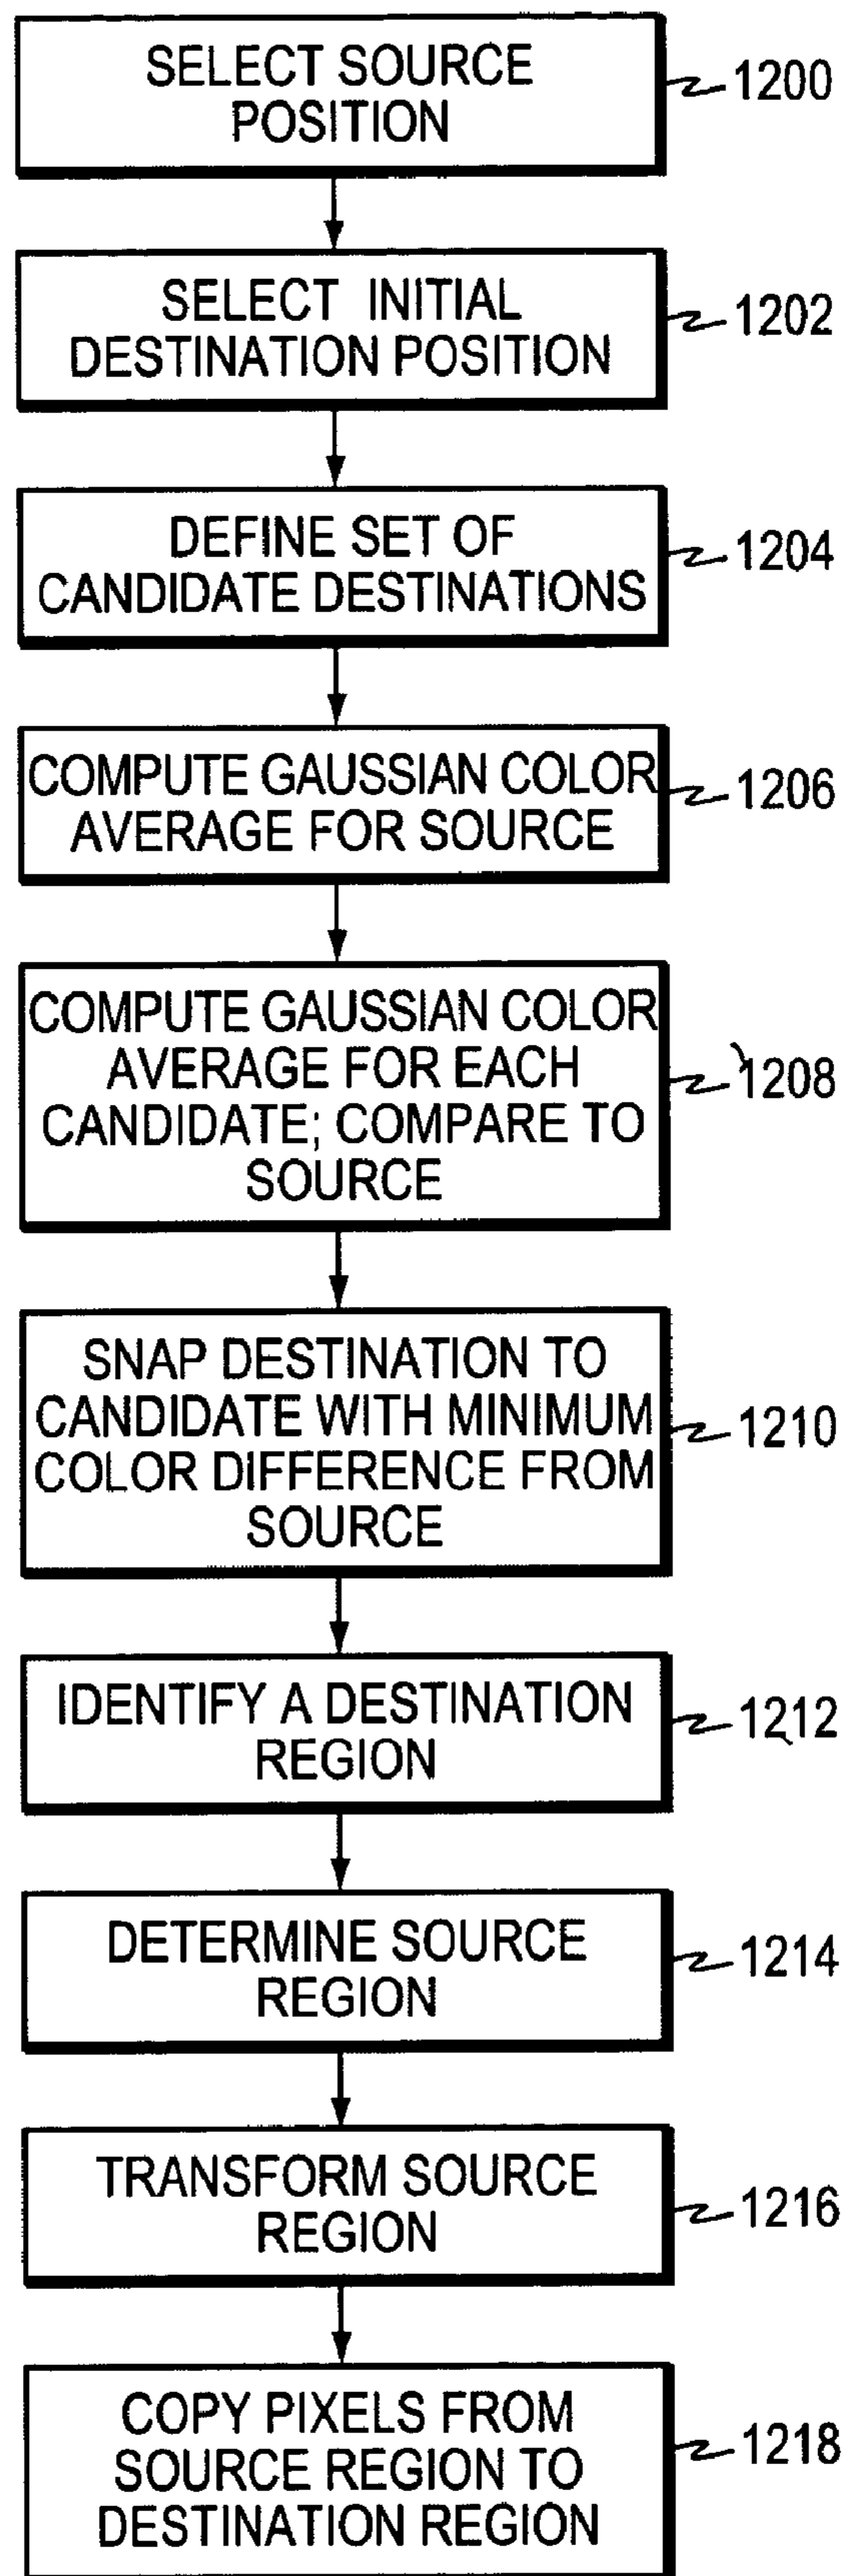 SELECT SOURCE
POSITION
1200
SELECT INITIAL
DESTINATION POSITION
1202
DEFINE SET OF
CANDIDATE DESTINATIONS
1204
COMPUTE GAUSSIAN COLOR
AVERAGE FOR SOURCE
1206
COMPUTE GAUSSIAN COLOR
AVERAGE FOR EACH
CANDIDATE; COMPARE TO
SOURCE
1208
SNAP DESTINATION TO
CANDIDATE WITH MINIMUM
COLOR DIFFERENCE FROM
SOURCE
1210
IDENTIFY A DESTINATION
REGION
1212
DETERMINE SOURCE
REGION
1214
TRANSFORM SOURCE
REGION
1216
COPY PIXELS FROM
SOURCE REGION TO
DESTINATION REGION
1218